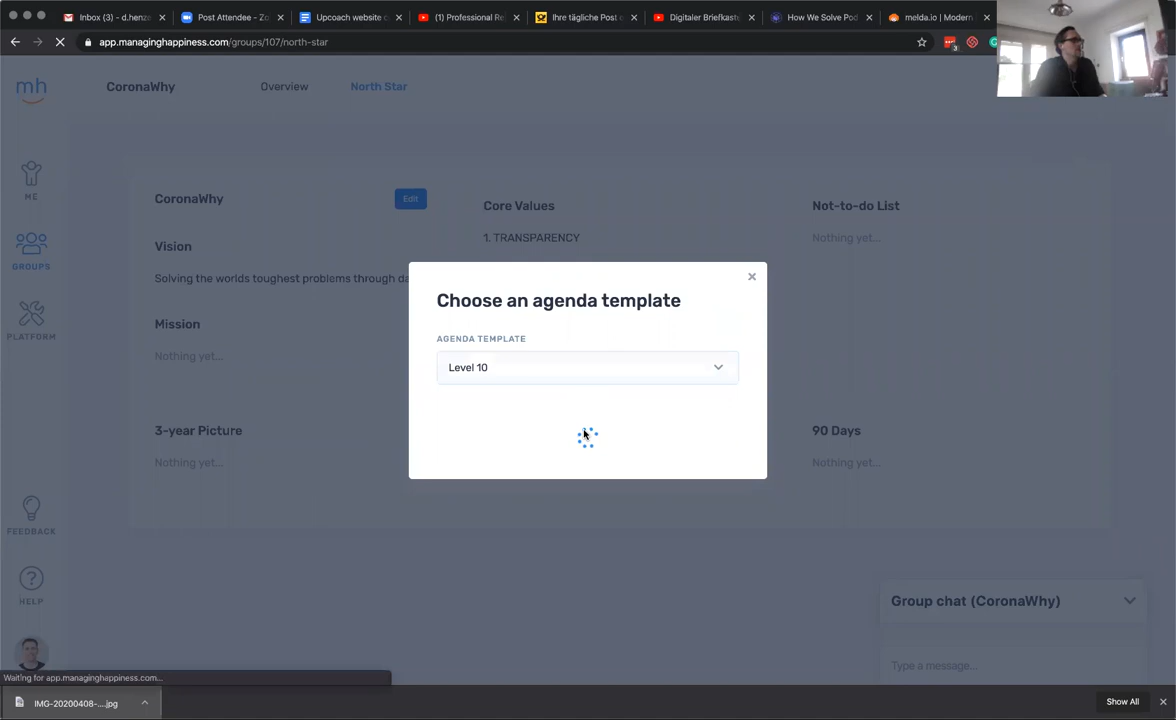 Inbox (3) - d.henz
Post Attendee - Zo
Upcoach website c
(1) Professional Re
Ihre tägliche Post o
Digitaler Briefkaste
How We Solve Pod
melda.io | Modern
app.managinghappiness.com/groups/107/north-star
3
mh
CoronaWhy
Overview
North Star
ME
GROUPS
PLATFORM
FEEDBACK
HELP
CoronaWhy
Edit
Core Values
Not-to-do List
1. TRANSPARENCY
Nothing yet...
Vision
Solving the worlds toughest problems through da
Mission
Nothing yet...
Choose an agenda template
AGENDA TEMPLATE
Level 10
3-year Picture
90 Days
Nothing yet...
Nothing yet...
Group chat (CoronaWhy)
Type a message...
Waiting for app.managinghappiness.com...
IMG-20200408-....jpg
Show All